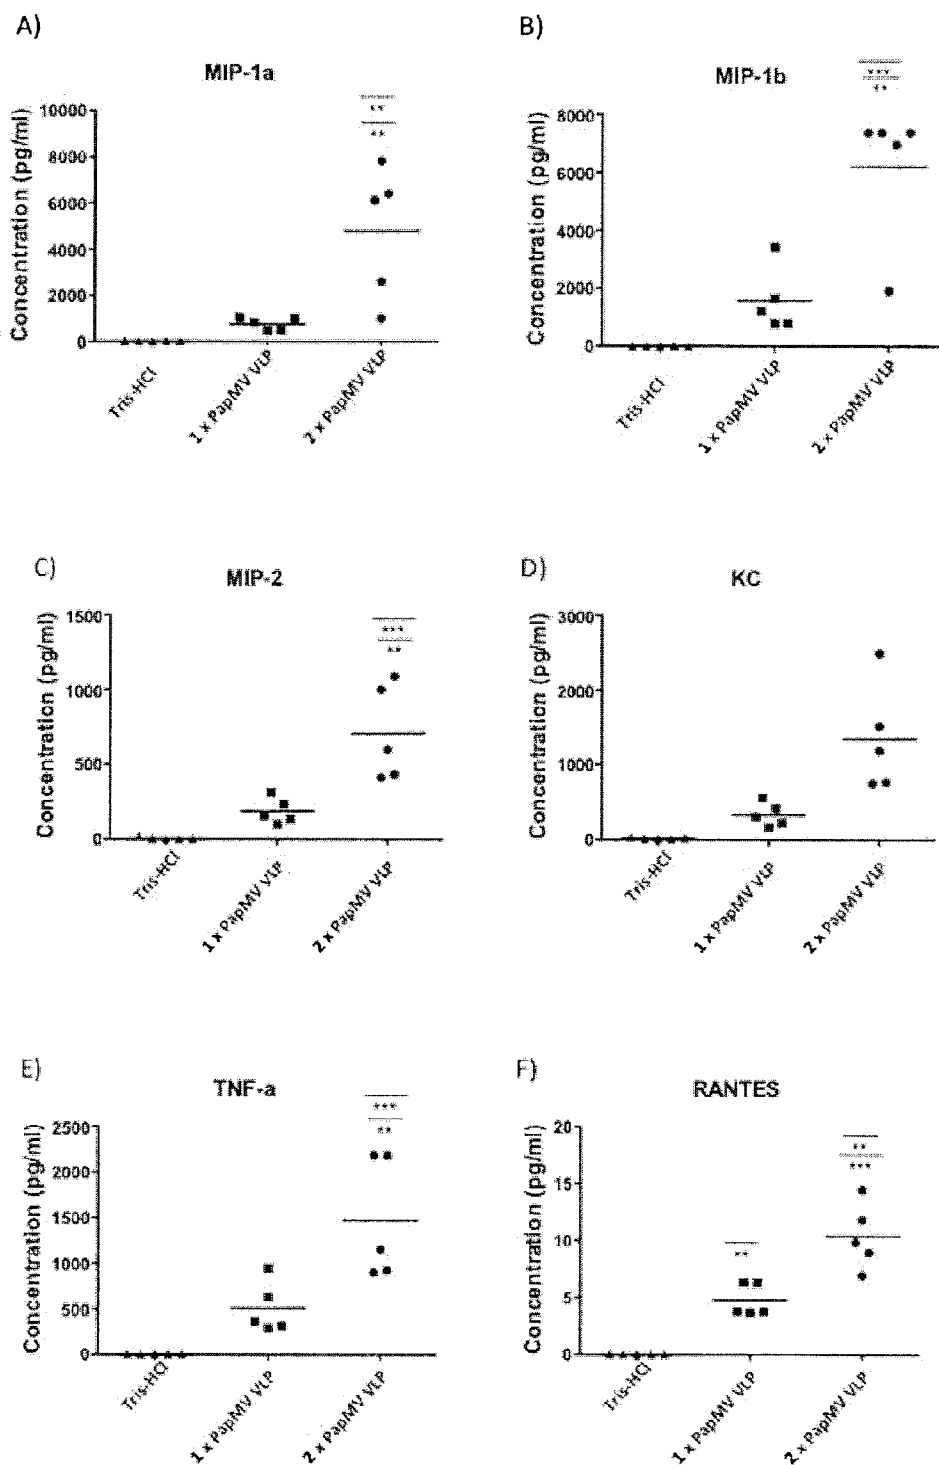 A)
MIP-1a
**
**
Concentration (pg/ml)
10000
8000
6000
4000
2000
0
Tris-HCl
1 x PapMV VLP
2 x PapMV VLP
B)
MIP-1b
***
**
Concentration (pg/ml)
8000
6000
4000
2000
0
Tris-HCl
1 x PapMV VLP
2 x PapMV VLP
C)
MIP-2
***
**
Concentration (pg/ml)
1500
1000
500
0
Tris-HCl
1 x PapMV VLP
2 x PapMV VLP
D)
KC
Concentration (pg/ml)
3000
2000
1000
0
Tris-HCl
1 x PapMV VLP
2 x PapMV VLP
E)
TNF-a
***
**
Concentration (pg/ml)
2500
2000
1500
1000
500
0
Tris-HCl
1 x PapMV VLP
2 x PapMV VLP
F)
RANTES
**
***
**
Concentration (pg/ml)
20
15
10
5
0
Tris-HCl
1 x PapMV VLP
2 x PapMV VLP